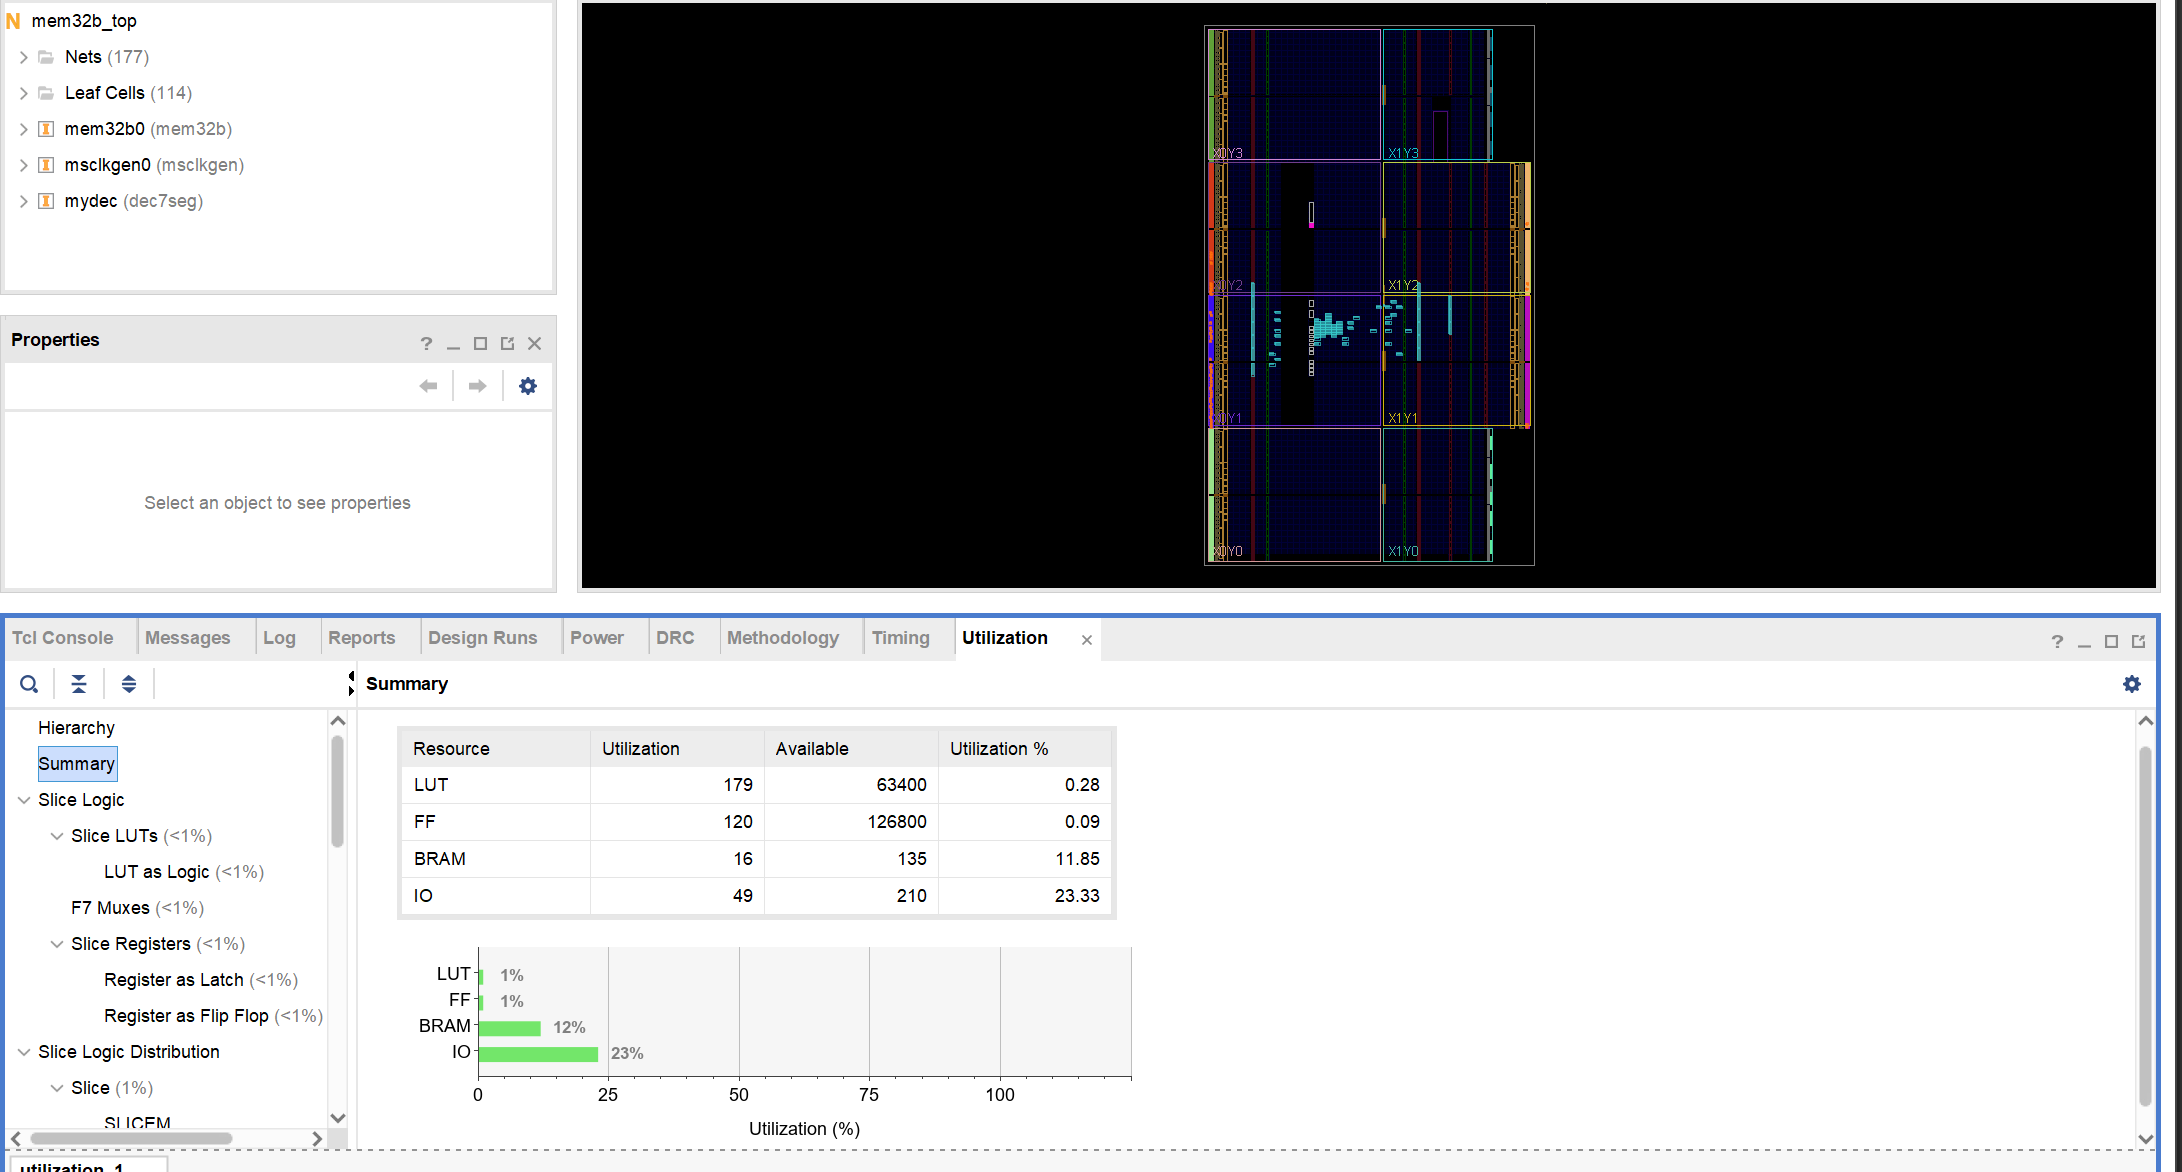 N mem32b_top
Nets (177)
Leaf Cells (114)
mem32b0 (mem32b)
msclkgen0 (msclkgen)
mydec (dec7seg)
Properties
Select an object to see properties
X0Y3 X1Y3
X0Y2 X1Y2
X0Y1 X1Y1
X0Y0 X1Y0
Tcl Console Messages Log Reports Design Runs Power DRC Methodology Timing Utilization
Summary
Hierarchy
Summary
Slice Logic
Slice LUTs (<1%)
LUT as Logic (<1%)
F7 Muxes (<1%)
Slice Registers (<1%)
Register as Latch (<1%)
Register as Flip Flop (<1%)
Slice Logic Distribution
Slice (1%)
SLICEM
Resource Utilization Available Utilization %
LUT 179 63400 0.28
FF 120 126800 0.09
BRAM 16 135 11.85
IO 49 210 23.33
LUT 1%
FF 1%
BRAM 12%
IO 23%
0 25 50 75 100
Utilization (%)
utilization_1